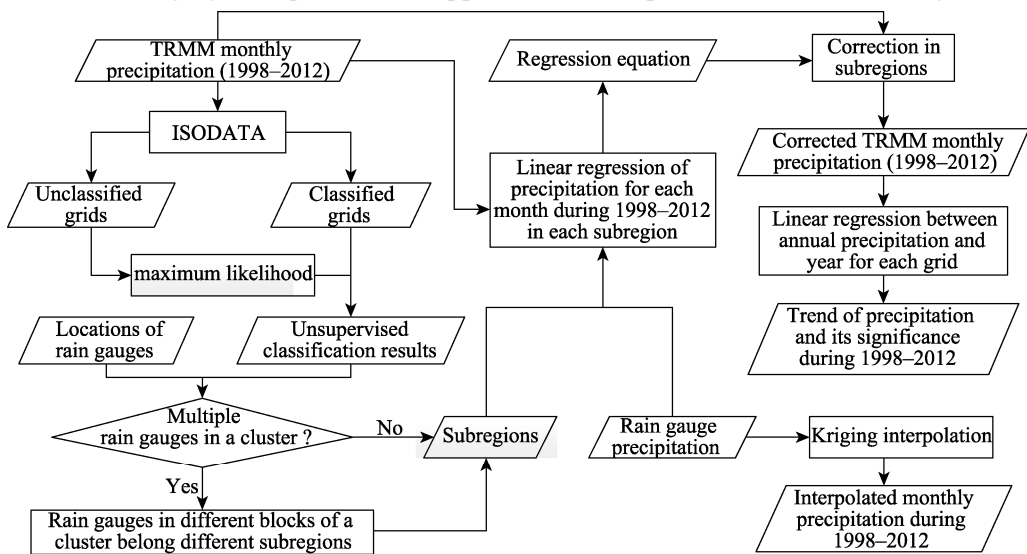 TRMM monthly
precipitation (1998–2012)
Regression equation
Correction in
subregions
ISODATA
Unclassified
grids
Classified
grids
Linear regression of
precipitation for each
month during 1998–2012
in each subregion
Corrected TRMM monthly
precipitation (1998–2012)
Linear regression between
annual precipitation and
year for each grid
maximum likelihood
Locations of
rain gauges
Unsupervised
classification results
Trend of precipitation
and its significance
during 1998–2012
Multiple
rain gauges in a cluster ?
No
Subregions
Rain gauge
precipitation
Kriging interpolation
Yes
Rain gauges in different blocks of a
cluster belong different subregions
Interpolated monthly
precipitation during
1998–2012